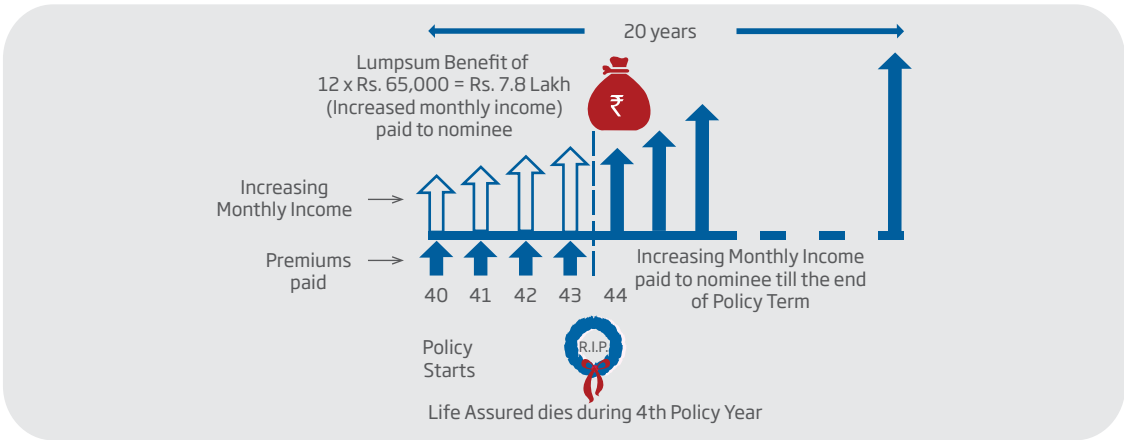 20 years
Lumpsum Benefit of
12 x Rs. 65,000 = Rs. 7.8 Lakh
(Increased monthly income)
paid to nominee
₹
Increasing
Monthly Income
Premiums
paid
40 41 42 43 44
Increasing Monthly Income
paid to nominee till the end
of Policy Term
Policy
Starts
R.I.P.
Life Assured dies during 4th Policy Year